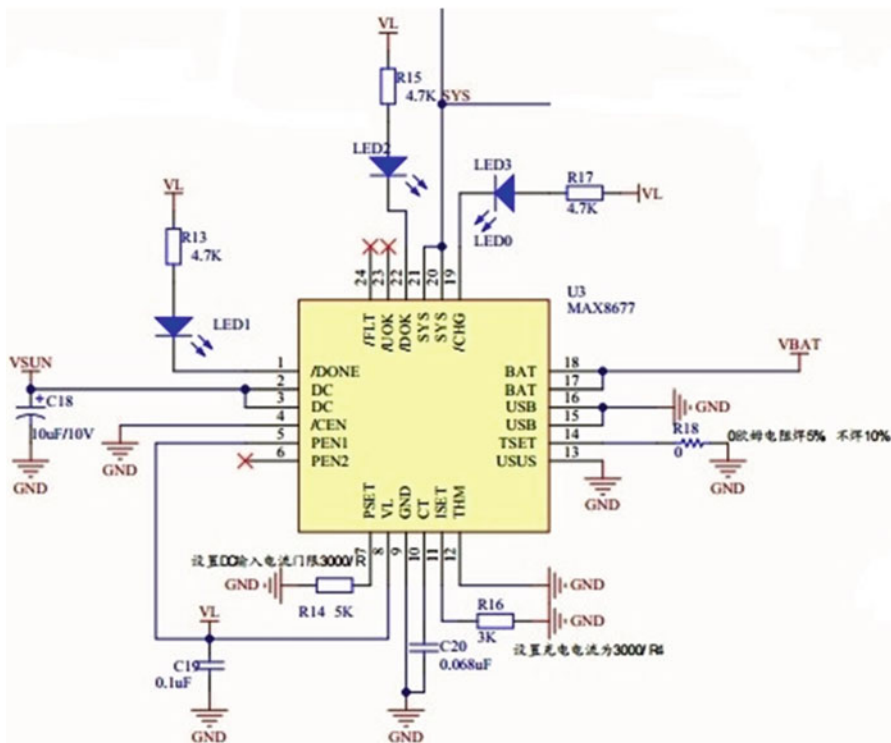 VL
VL
R15
4.7K
SYS
LED2
LED3
R17
4.7K
VL
LED0
VL
R13
4.7K
LED1
24
23
22
21
20
19
/FLT
/UOK
/DOK
SYS
SYS
/CHG
U3
MAX8677
VSUN
C18
10uF/10V
GND
GND
1
2
3
4
5
6
/DONE
DC
DC
/CEN
PEN1
PEN2
BAT
BAT
USB
USB
TSET
USUS
18
17
16
15
14
13
VBAT
GND
R18
0
0欧姆电阻焊5% 不焊10%
GND
GND
PSET
VL
GND
CT
ISET
THM
7
8
9
10
11
12
设置DC输入电流门限3000/R
GND
R14 5K
VL
C19
0.1uF
GND
C20
0.068uF
GND
GND
R16
3K
GND
设置充电电流为3000/R4